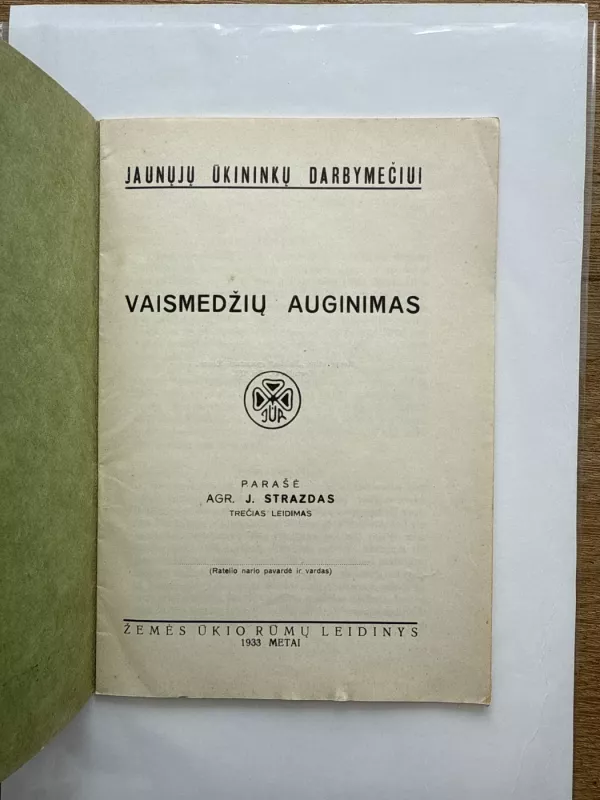 JAUNŲJŲ ŪKININKŲ DARBYMEČIUI
VAISMEDŽIŲ AUGINIMAS
JŪR
PARAŠĖ
AGR. J. STRAZDAS
TREČIAS LEIDIMAS
(Ratelio nario pavardė ir vardas)
ŽEMĖS ŪKIO RŪMŲ LEIDINYS
1933 METAI